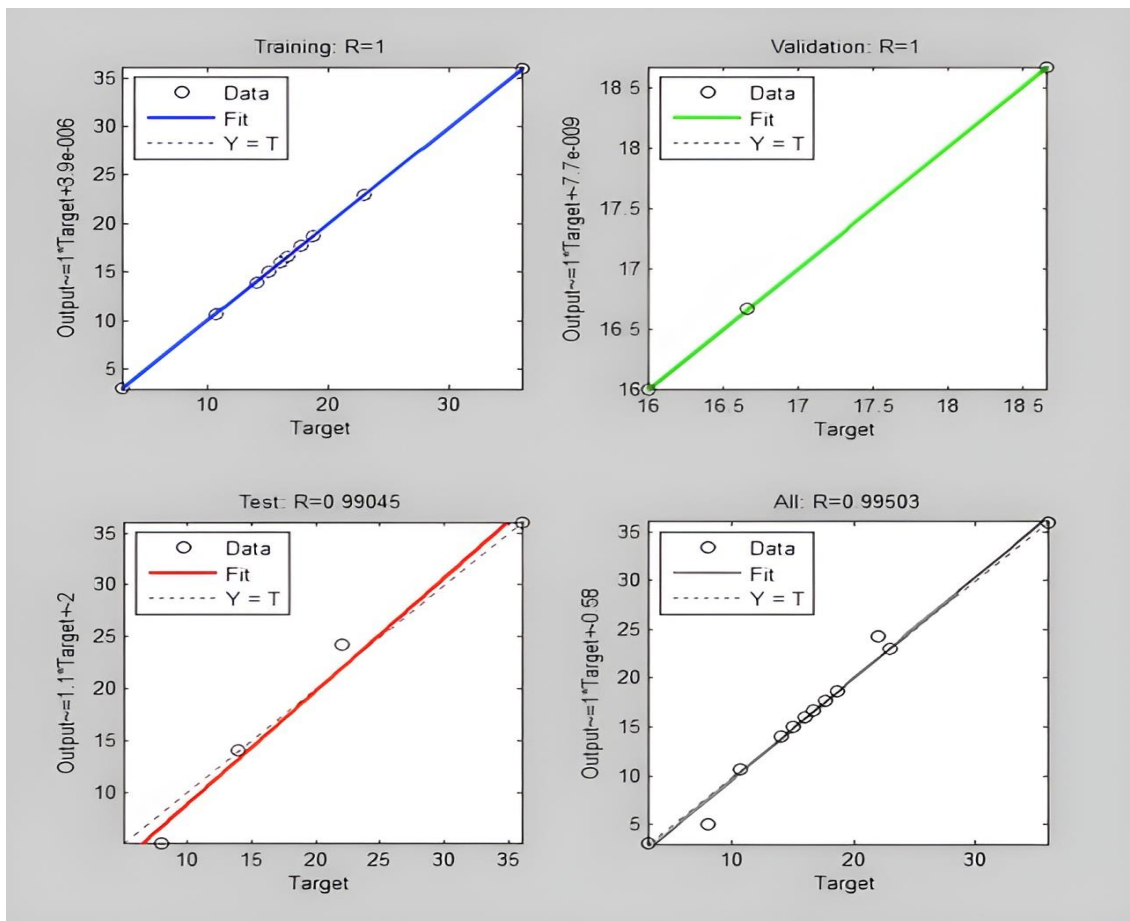 Training: R=1
Output~=1*Target+3.9e-006
35
30
25
20
15
10
5
Data
Fit
Y = T
10
20
30
Target
Validation: R=1
Output~=1*Target+-7.7e-009
18 5
18
17.5
17
16 5
16
Data
Fit
Y = T
16
16 5
17
17.5
18
18 5
Target
Test: R=0 99045
Output~=1.1*Target+-2
35
30
25
20
15
10
Data
Fit
Y = T
10
15
20
25
30
35
Target
All: R=0.99503
Output~=1*Target+-0 58
35
30
25
20
15
10
5
Data
Fit
Y = T
10
20
30
Target